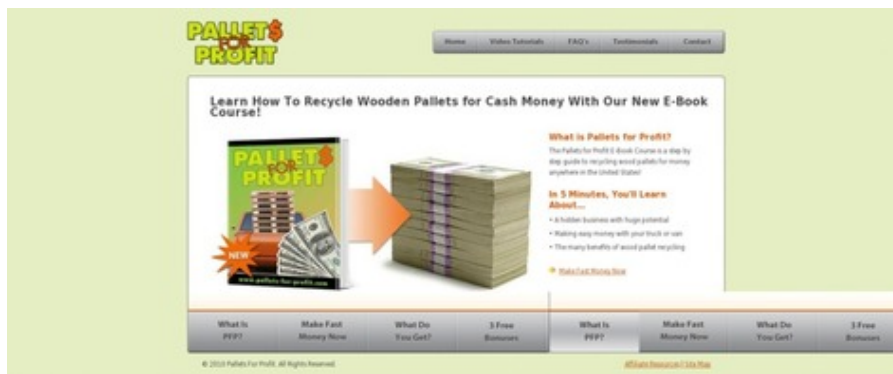 PALLET$
FOR
PROFIT
Home Video Tutorials FAQ's Testimonials Contact
Learn How To Recycle Wooden Pallets for Cash Money With Our New E-Book
Course!
PALLET$
FOR
PROFIT
NEW
www.pallets-for-profit.com
What is Pallets for Profit?
The Pallets for Profit E-Book Course is a step by
step guide to recycling wood pallets for money
anywhere in the United States!
In 5 Minutes, You'll Learn
About...
• A hidden business with huge potential
• Making easy money with your truck or van
• The many benefits of wood pallet recycling
Make Fast Money Now
What Is Make Fast What Do 3 Free What Is Make Fast What Do 3 Free
PFP? Money Now You Get? Bonuses PFP? Money Now You Get? Bonuses
© 2010 Pallets For Profit. All Rights Reserved. Affiliate Resources | Site Map